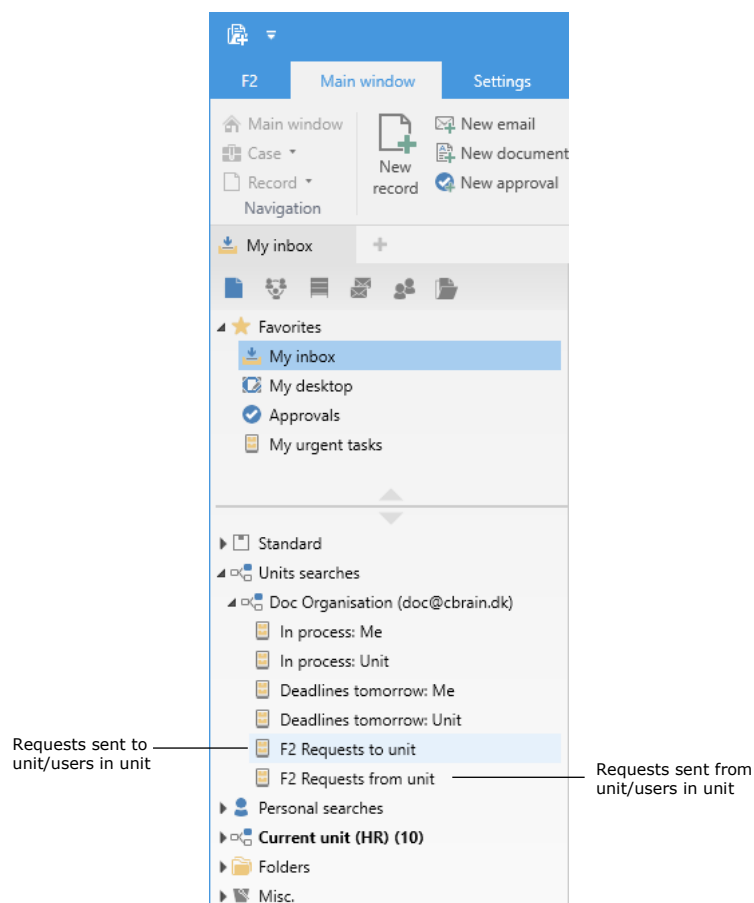 F2 Main window Settings
Main window
Case
Record
Navigation
New
record
New email
New document
New approval
My inbox
Favorites
My inbox
My desktop
Approvals
My urgent tasks
Standard
Units searches
Doc Organisation (doc@cbrain.dk)
In process: Me
In process: Unit
Deadlines tomorrow: Me
Deadlines tomorrow: Unit
Requests sent to
unit/users in unit
F2 Requests to unit
F2 Requests from unit
Requests sent from
unit/users in unit
Personal searches
Current unit (HR) (10)
Folders
Misc.